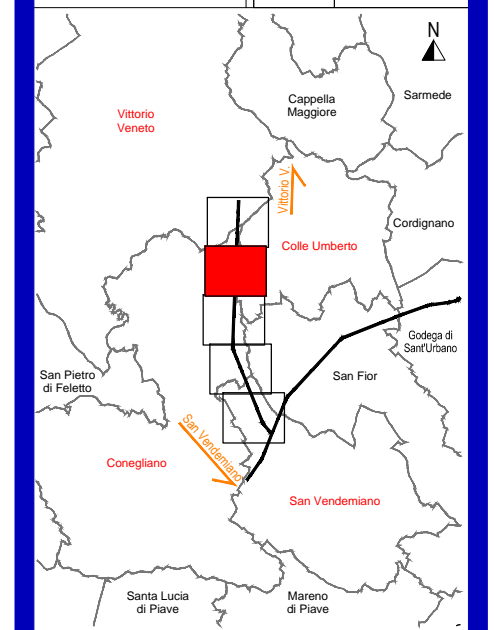 N
Sarmede
Cappella
Maggiore
Vittorio
Veneto
Vittorio V.
Cordignano
Colle Umberto
Godega di
Sant'Urbano
San Pietro
di Feletto
San Fior
San Vendemiano
Conegliano
San Vendemiano
Santa Lucia
di Piave
Mareno
di Piave